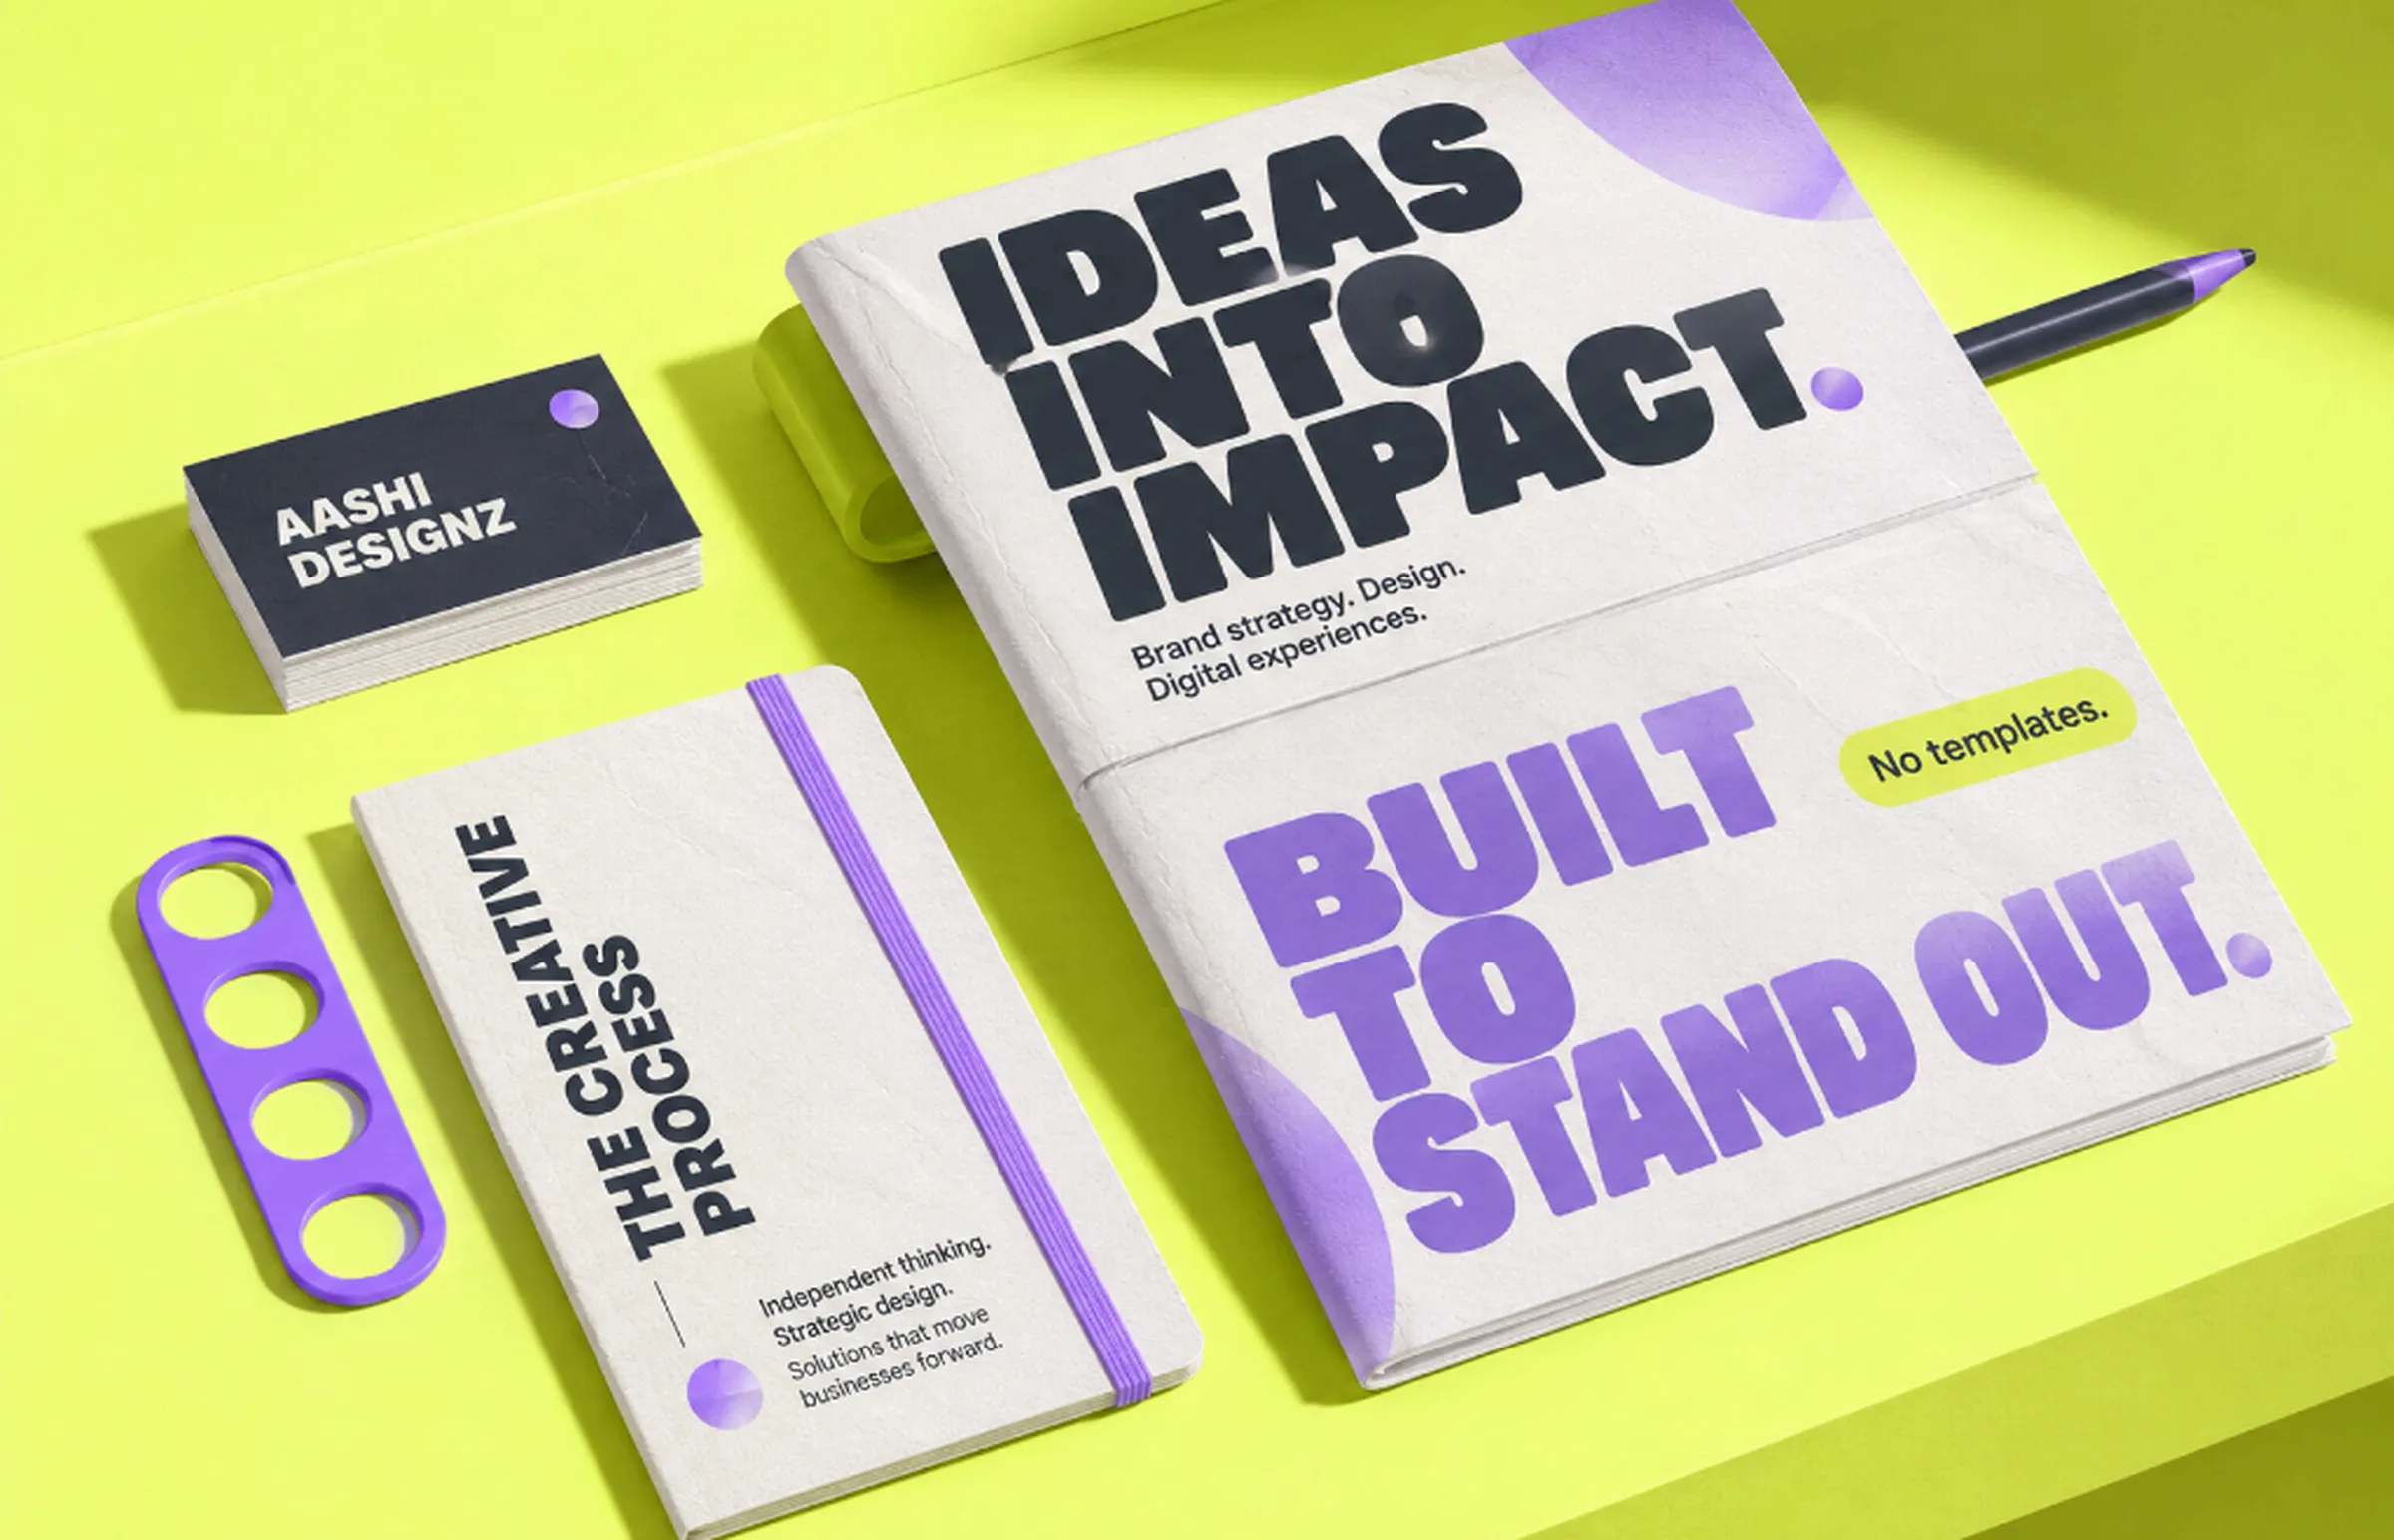 IDEAS
INTO
IMPACT.
Brand strategy. Design.
Digital experiences.
BUILT
TO
STAND OUT.
No templates.
AASHI
DESIGNZ
THE CREATIVE
PROCESS
Independent thinking.
Strategic design.
Solutions that move
businesses forward.